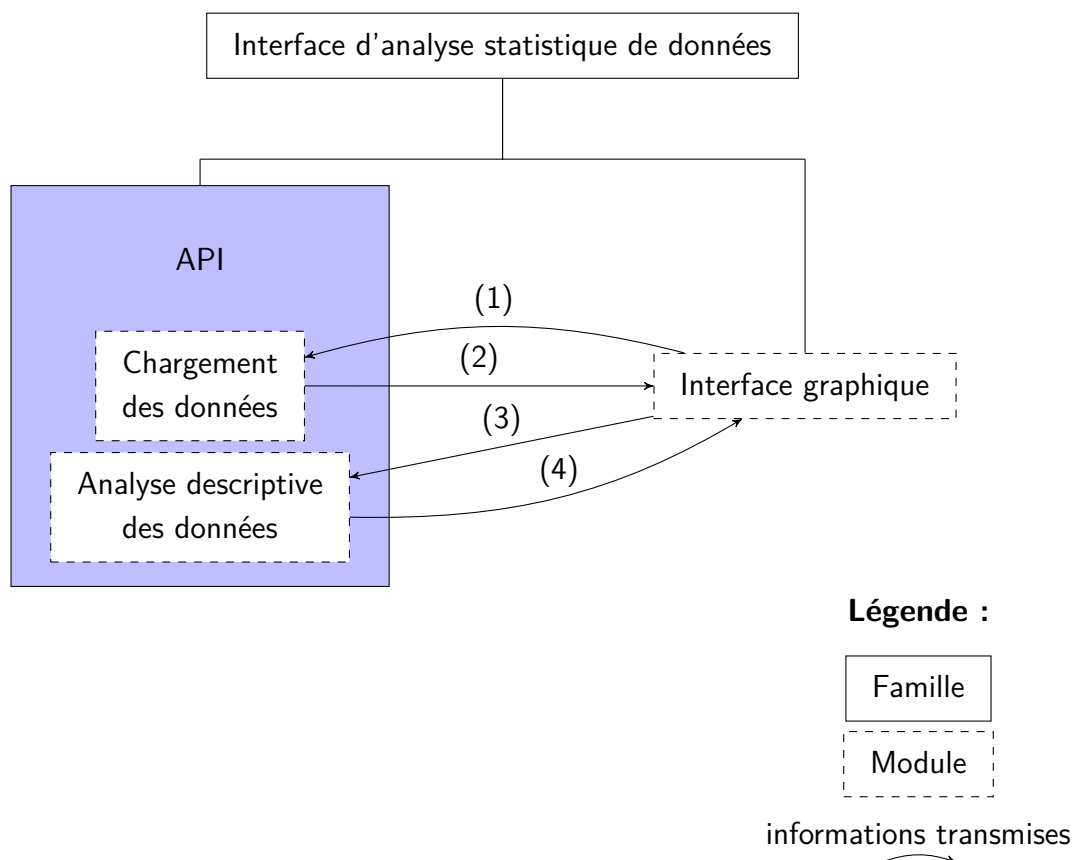 Interface d'analyse statistique de données
API
(1)
Chargement
des données
(2)
Interface graphique
(3)
Analyse descriptive
des données
(4)
Légende :
Famille
Module
informations transmises